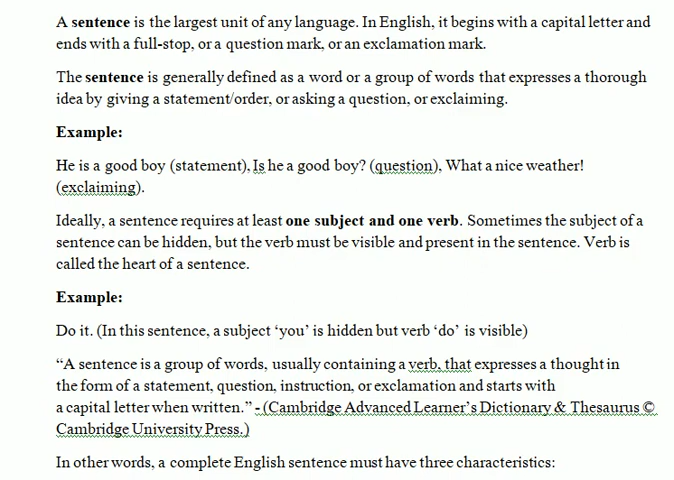 A sentence is the largest unit of any language. In English, it begins with a capital letter and
ends with a full-stop, or a question mark, or an exclamation mark.
The sentence is generally defined as a word or a group of words that expresses a thorough
idea by giving a statement/order, or asking a question, or exclaiming.
Example:
He is a good boy (statement), Is he a good boy? (question), What a nice weather!
(exclaiming).
Ideally, a sentence requires at least one subject and one verb. Sometimes the subject of a
sentence can be hidden, but the verb must be visible and present in the sentence. Verb is
called the heart of a sentence.
Example:
Do it. (In this sentence, a subject ‘you’ is hidden but verb ‘do’ is visible)
“A sentence is a group of words, usually containing a verb, that expresses a thought in
the form of a statement, question, instruction, or exclamation and starts with
a capital letter when written.” - (Cambridge Advanced Learner’s Dictionary & Thesaurus ©
Cambridge University Press.)
In other words, a complete English sentence must have three characteristics: